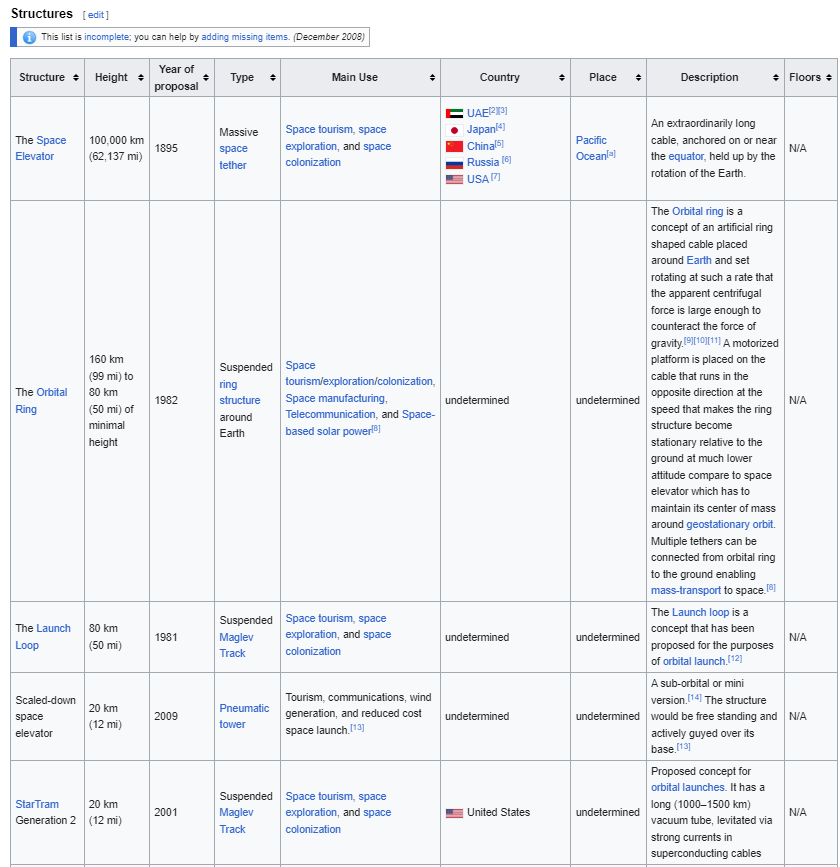 Structures [ edit ]
This list is incomplete; you can help by adding missing items. (December 2008)
Structure Height Year of proposal Type Main Use Country Place Description Floors
The Space
Elevator
100,000 km
(62,137 mi)
1895
Massive
space
tether
Space tourism, space
exploration, and space
colonization
UAE[2][3]
Japan[4]
China[5]
Russia [6]
USA [7]
Pacific
Ocean[a]
An extraordinarily long
cable, anchored on or near
the equator, held up by the
rotation of the Earth.
N/A
The Orbital
Ring
160 km
(99 mi) to
80 km
(50 mi) of
minimal
height
1982
Suspended
ring
structure
around
Earth
Space
tourism/exploration/colonization,
Space manufacturing,
Telecommunication, and Space-
based solar power[8]
undetermined
undetermined
The Orbital ring is a
concept of an artificial ring
shaped cable placed
around Earth and set
rotating at such a rate that
the apparent centrifugal
force is large enough to
counteract the force of
gravity.[9][10][11] A motorized
platform is placed on the
cable that runs in the
opposite direction at the
speed that makes the ring
structure become
stationary relative to the
ground at much lower
attitude compare to space
elevator which has to
maintain its center of mass
around geostationary orbit.
Multiple tethers can be
connected from orbital ring
to the ground enabling
mass-transport to space.[8]
N/A
The Launch
Loop
80 km
(50 mi)
1981
Suspended
Maglev
Track
Space tourism, space
exploration, and space
colonization
undetermined
undetermined
The Launch loop is a
concept that has been
proposed for the purposes
of orbital launch.[12]
N/A
Scaled-down
space
elevator
20 km
(12 mi)
2009
Pneumatic
tower
Tourism, communications, wind
generation, and reduced cost
space launch.[13]
undetermined
undetermined
A sub-orbital or mini
version.[14] The structure
would be free standing and
actively guyed over its
base.[13]
N/A
StarTram
Generation 2
20 km
(12 mi)
2001
Suspended
Maglev
Track
Space tourism, space
exploration, and space
colonization
United States
undetermined
Proposed concept for
orbital launches. It has a
long (1000–1500 km)
vacuum tube, levitated via
strong currents in
superconducting cables
N/A